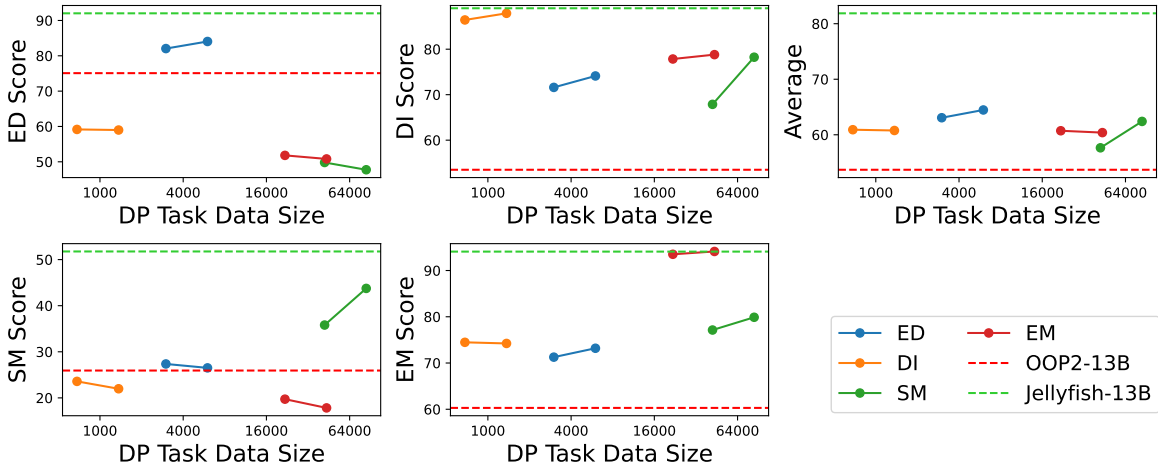 ED Score
90
80
70
60
50
1000 4000 16000 64000
DP Task Data Size
DI Score
80
70
60
1000 4000 16000 64000
DP Task Data Size
Average
80
70
60
1000 4000 16000 64000
DP Task Data Size
SM Score
50
40
30
20
1000 4000 16000 64000
DP Task Data Size
EM Score
90
80
70
60
1000 4000 16000 64000
DP Task Data Size
ED
DI
SM
EM
OOP2-13B
Jellyfish-13B